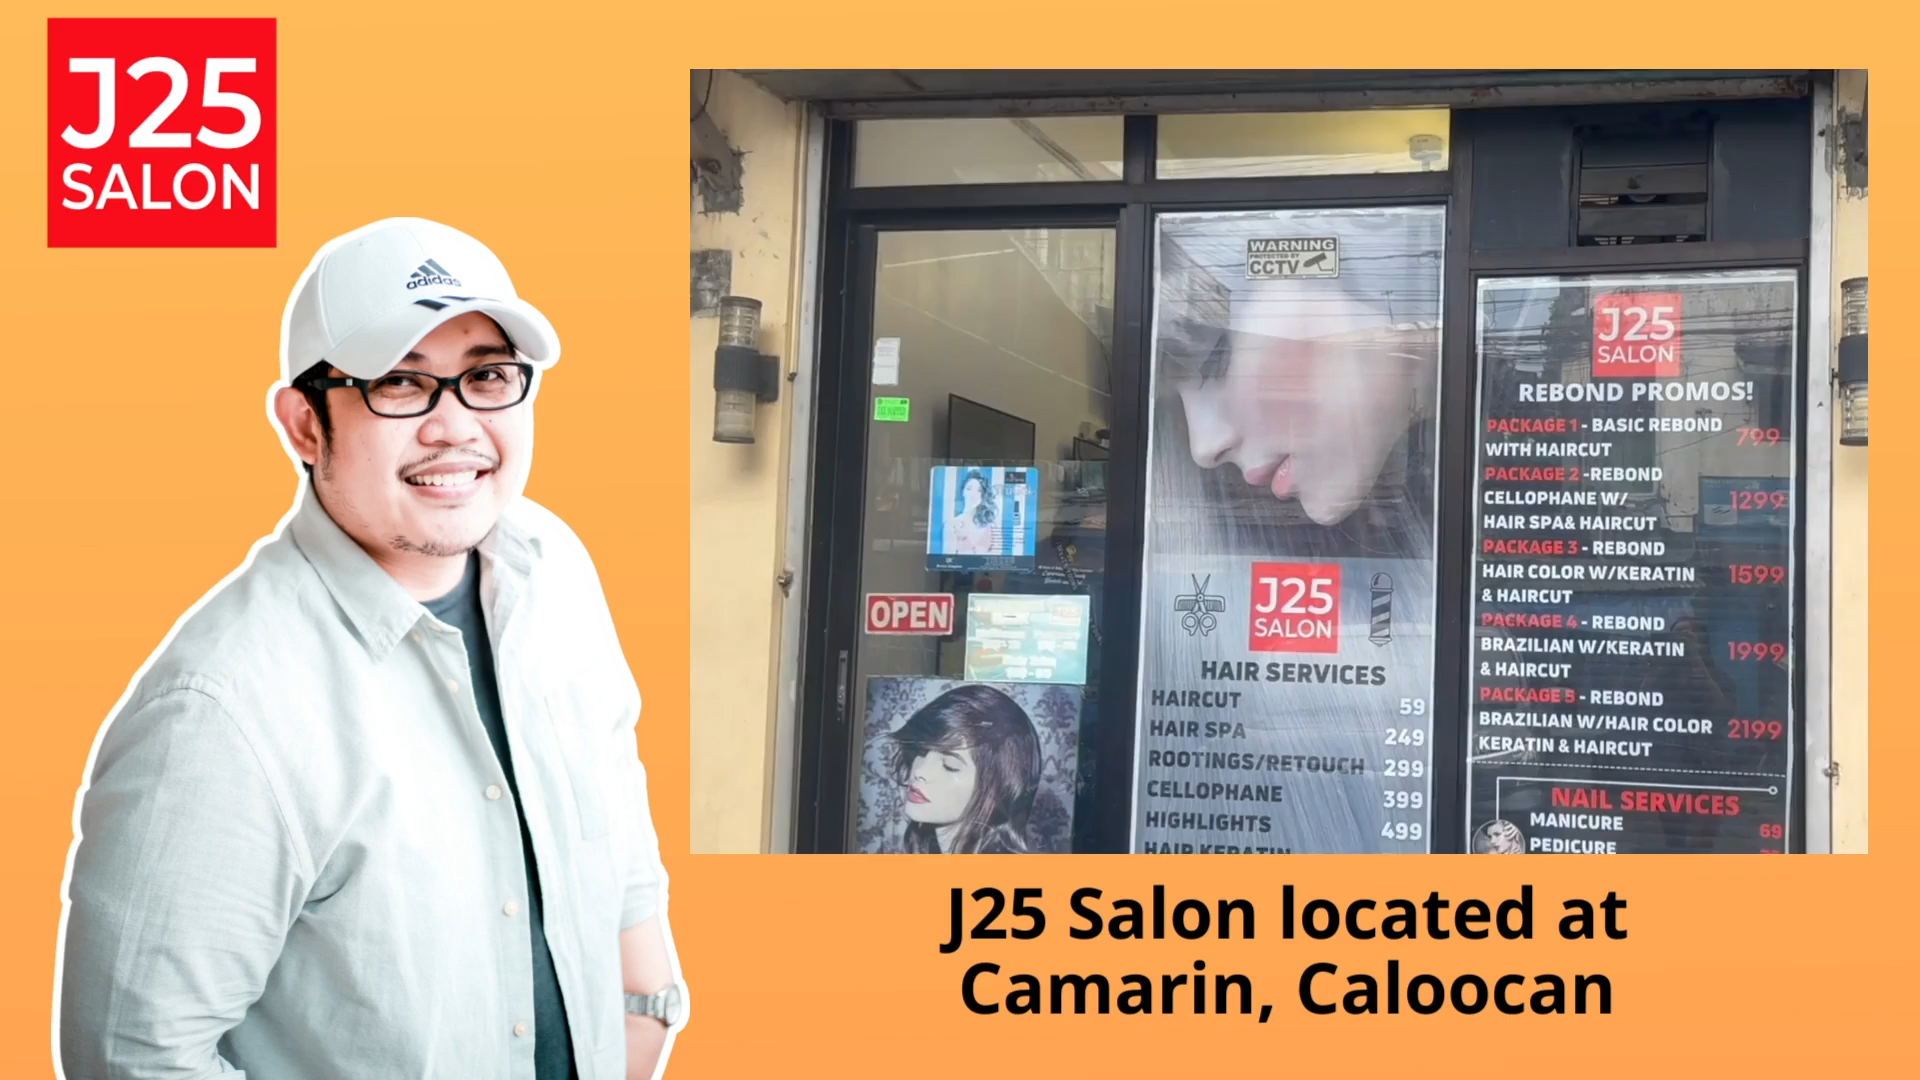 J25
SALON
adidas
WARNING
PROTECTED BY
CCTV
OPEN
J25
SALON
HAIR SERVICES
HAIRCUT 59
HAIR SPA 249
ROOTINGS/RETOUCH 299
CELLOPHANE 399
HIGHLIGHTS 499
HAIR KERATIN
J25
SALON
REBOND PROMOS!
PACKAGE 1 - BASIC REBOND
WITH HAIRCUT 799
PACKAGE 2 -REBOND
CELLOPHANE W/ 1299
HAIR SPA& HAIRCUT
PACKAGE 3 - REBOND
HAIR COLOR W/KERATIN 1599
& HAIRCUT
PACKAGE 4 - REBOND
BRAZILIAN W/KERATIN 1999
& HAIRCUT
PACKAGE 5 - REBOND
BRAZILIAN W/HAIR COLOR 2199
KERATIN & HAIRCUT
NAIL SERVICES
MANICURE 69
PEDICURE
J25 Salon located at
Camarin, Caloocan